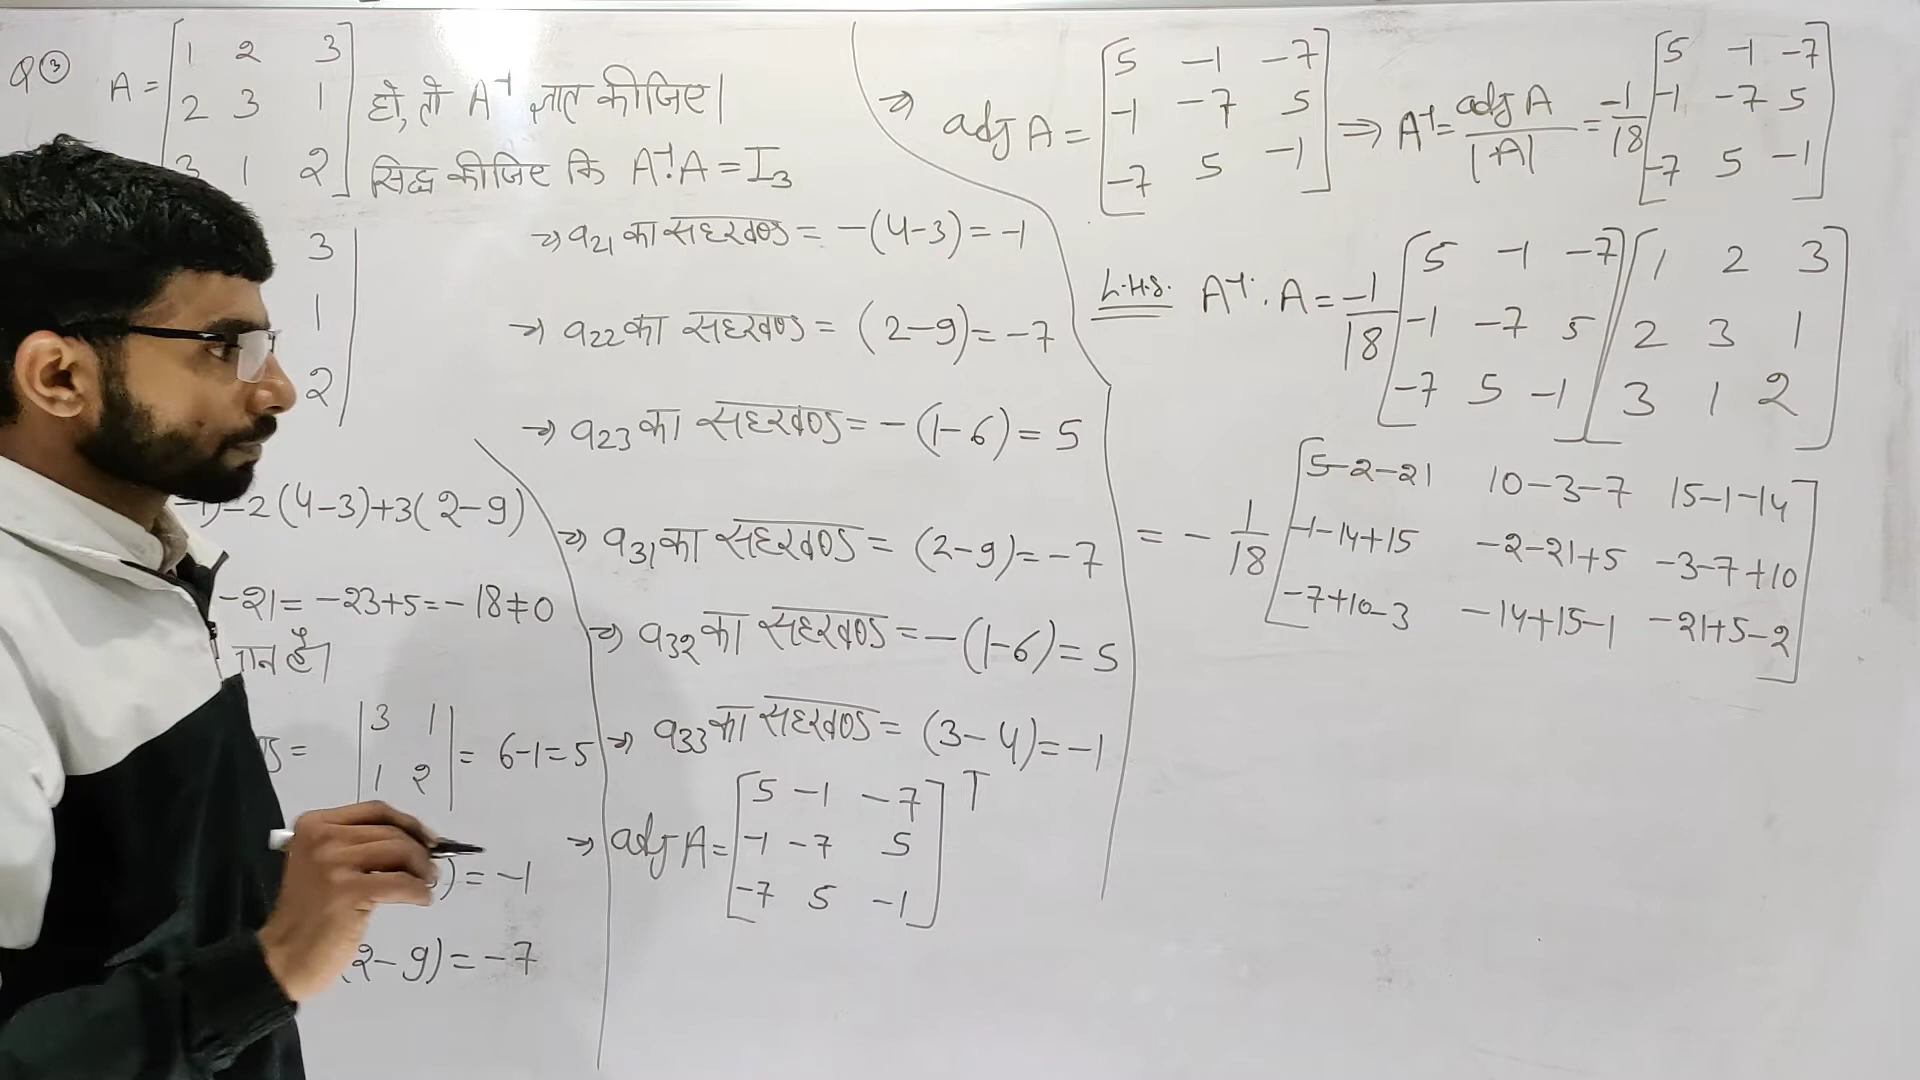 Q③ A = [1 2 3
2 3 1
3 1 2] हो, तो A⁻¹ ज्ञात कीजिए।
सिद्ध कीजिए कि A⁻¹.A = I₃
3
1
2
-1)-2(4-3)+3(2-9)
-21 = -23+5 = -18≠0
मान है।
= |3 1
1 2| = 6-1=5
) = -1
(2-9) = -7
⇒ a₂₁ का सहखण्ड = -(4-3) = -1
⇒ a₂₂ का सहखण्ड = (2-9) = -7
⇒ a₂₃ का सहखण्ड = -(1-6) = 5
⇒ a₃₁ का सहखण्ड = (2-9) = -7
⇒ a₃₂ का सहखण्ड = -(1-6) = 5
⇒ a₃₃ का सहखण्ड = (3-4) = -1
⇒ adj A = [5 -1 -7
-1 -7 5
-7 5 -1]ᵀ
⇒ adj A = [5 -1 -7
-1 -7 5
-7 5 -1] ⇒ A⁻¹ = adj A / |A| = -1/18 [5 -1 -7
-1 -7 5
-7 5 -1]
L.H.S. A⁻¹.A = -1/18 [5 -1 -7
-1 -7 5
-7 5 -1] [1 2 3
2 3 1
3 1 2]
= - 1/18 [5-2-21 10-3-7 15-1-14
-1-14+15 -2-21+5 -3-7+10
-7+10-3 -14+15-1 -21+5-2]